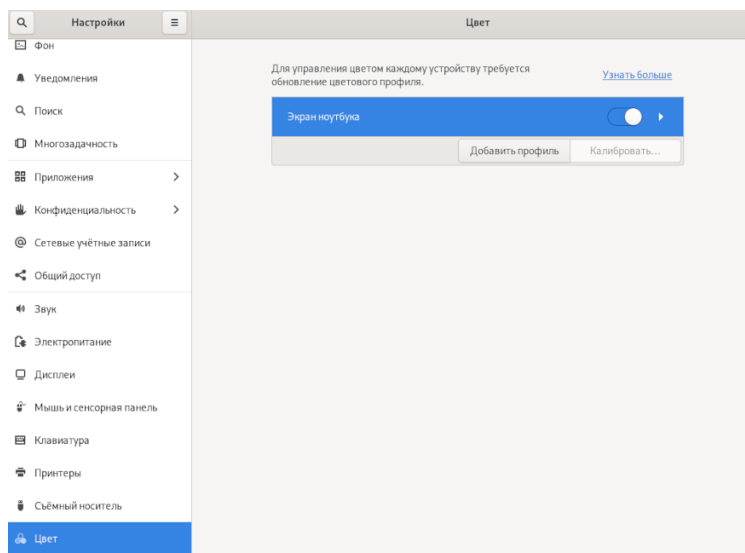 Настройки
Цвет
Фон
Уведомления
Поиск
Многозадачность
Приложения
Конфиденциальность
Сетевые учётные записи
Общий доступ
Звук
Электропитание
Дисплеи
Мышь и сенсорная панель
Клавиатура
Принтеры
Съёмный носитель
Цвет
Для управления цветом каждому устройству требуется
обновление цветового профиля.
Узнать больше
Экран ноутбука
Добавить профиль
Калибровать...